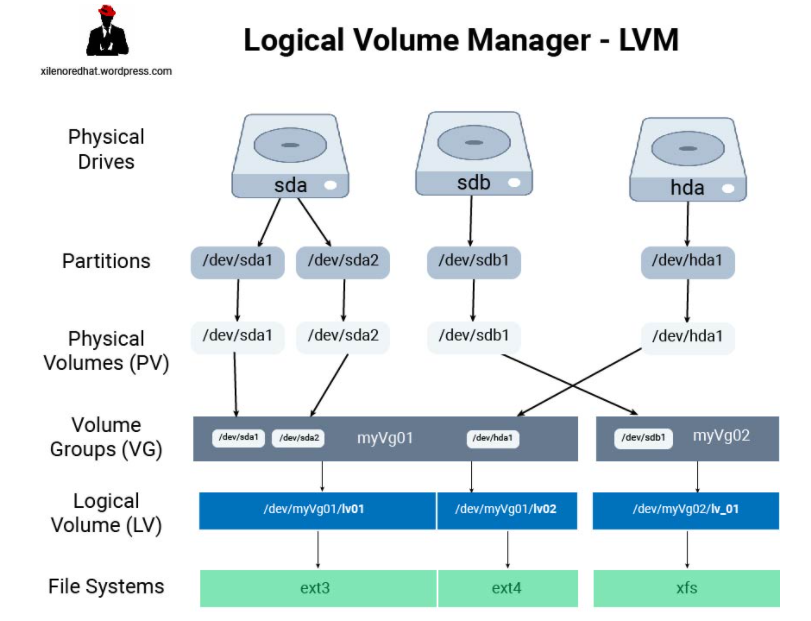 xilenoredhat.wordpress.com
Logical Volume Manager - LVM
Physical
Drives
sda
sdb
hda
Partitions
/dev/sda1
/dev/sda2
/dev/sdb1
/dev/hda1
Physical
Volumes (PV)
/dev/sda1
/dev/sda2
/dev/sdb1
/dev/hda1
Volume
Groups (VG)
/dev/sda1
/dev/sda2
myVg01
/dev/hda1
/dev/sdb1
myVg02
Logical
Volume (LV)
/dev/myVg01/lv01
/dev/myVg01/lv02
/dev/myVg02/lv_01
File Systems
ext3
ext4
xfs